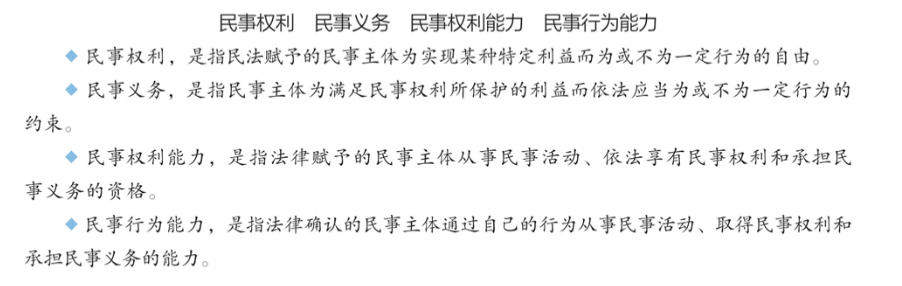 民事权利　民事义务　民事权利能力　民事行为能力
◆ 民事权利，是指民法赋予的民事主体为实现某种特定利益而为或不为一定行为的自由。
◆ 民事义务，是指民事主体为满足民事权利所保护的利益而依法应当为或不为一定行为的
约束。
◆ 民事权利能力，是指法律赋予的民事主体从事民事活动、依法享有民事权利和承担民
事义务的资格。
◆ 民事行为能力，是指法律确认的民事主体通过自己的行为从事民事活动、取得民事权利和
承担民事义务的能力。